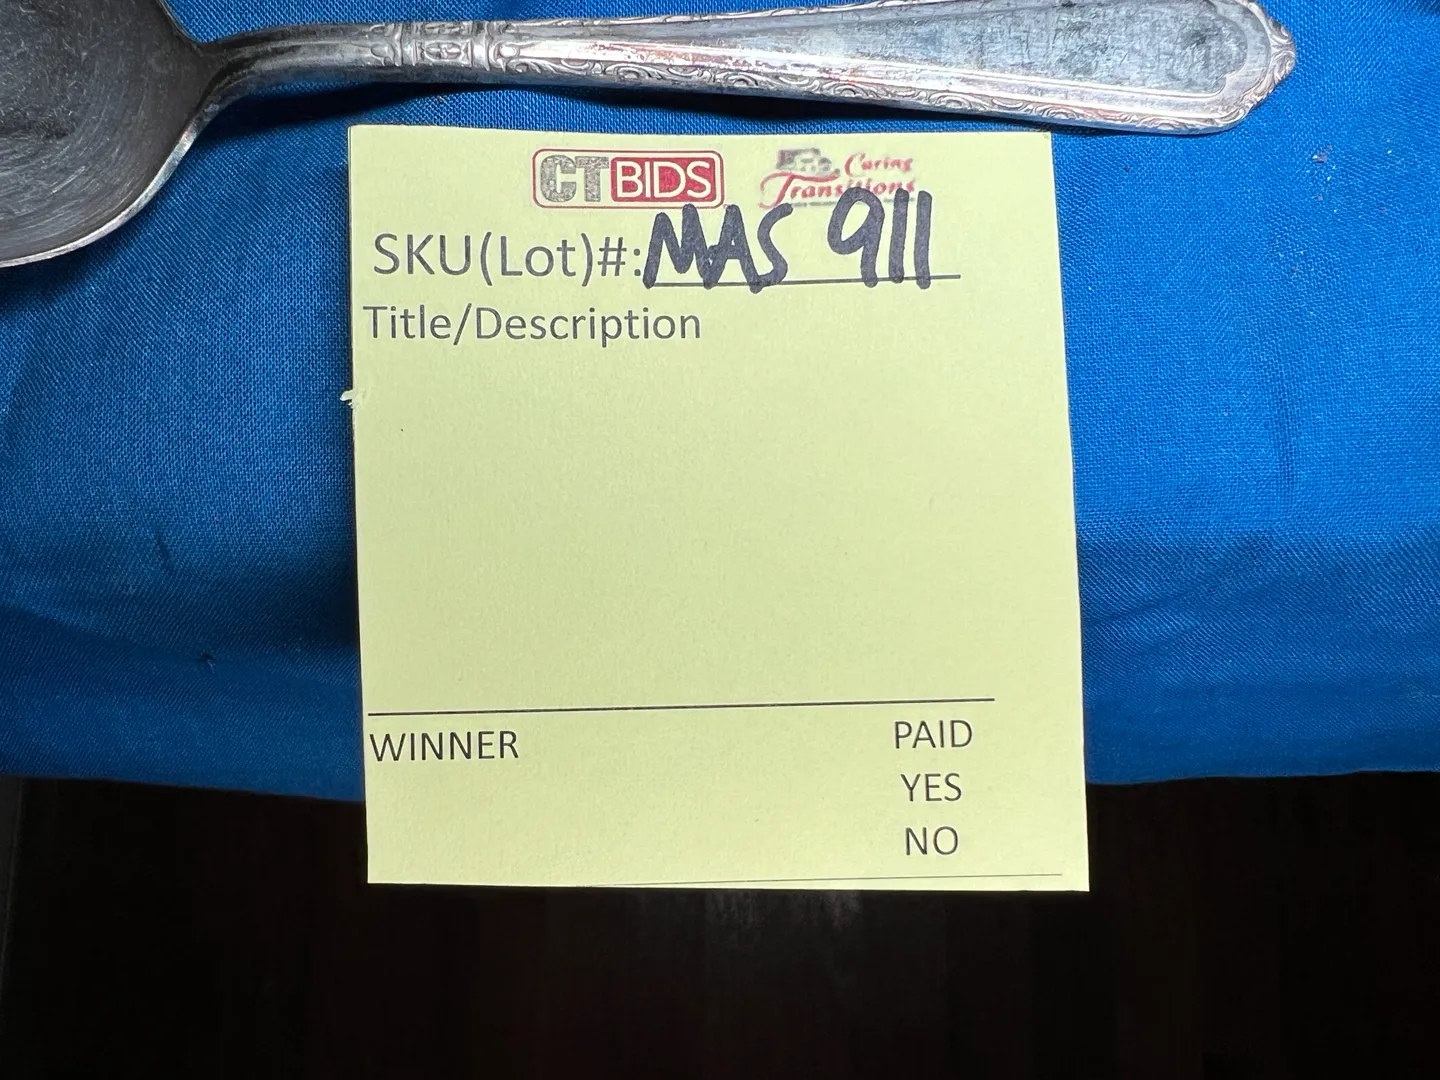 CTBIDS Caring Transitions
SKU(Lot)#: MAS 911
Title/Description
WINNER PAID
YES
NO